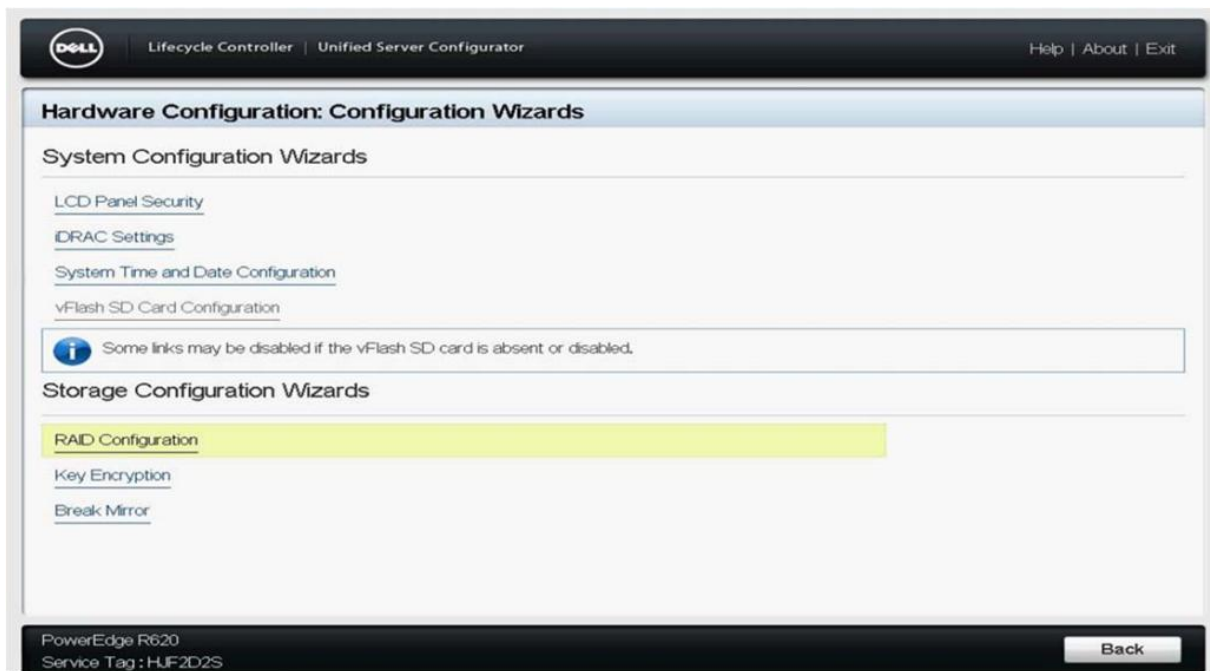 DELL
Lifecycle Controller | Unified Server Configurator
Help | About | Exit
Hardware Configuration: Configuration Wizards
System Configuration Wizards
LCD Panel Security
iDRAC Settings
System Time and Date Configuration
vFlash SD Card Configuration
i
Some links may be disabled if the vFlash SD card is absent or disabled.
Storage Configuration Wizards
RAID Configuration
Key Encryption
Break Mirror
PowerEdge R620
Service Tag : HJF2D2S
Back